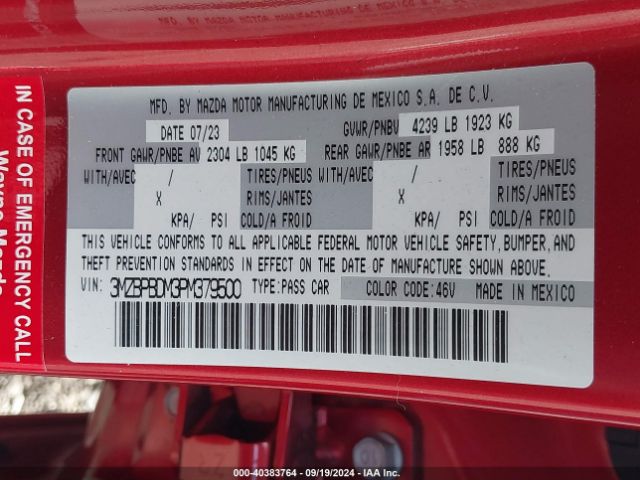 IN CASE OF EMERGENCY CALL
Wayne Mazda
MFD. BY MAZDA MOTOR MANUFACTURING DE MEXICO S.A. DE C.V.
DATE 07/23 GVWR/PNBV 4239 LB 1923 KG
FRONT GAWR/PNBE AV 2304 LB 1045 KG REAR GAWR/PNBE AR 1958 LB 888 KG
WITH/AVEC / TIRES/PNEUS WITH/AVEC / TIRES/PNEUS
X RIMS/JANTES X RIMS/JANTES
KPA/ PSI COLD/A FROID KPA/ PSI COLD/A FROID
THIS VEHICLE CONFORMS TO ALL APPLICABLE FEDERAL MOTOR VEHICLE SAFETY, BUMPER, AND
THEFT PREVENTION STANDARDS IN EFFECT ON THE DATE OF MANUFACTURE SHOWN ABOVE.
VIN: 3MZBPBDM3PM379500 TYPE: PASS CAR COLOR CODE: 46V MADE IN MEXICO
000-40383764 - 09/19/2024 - IAA Inc.